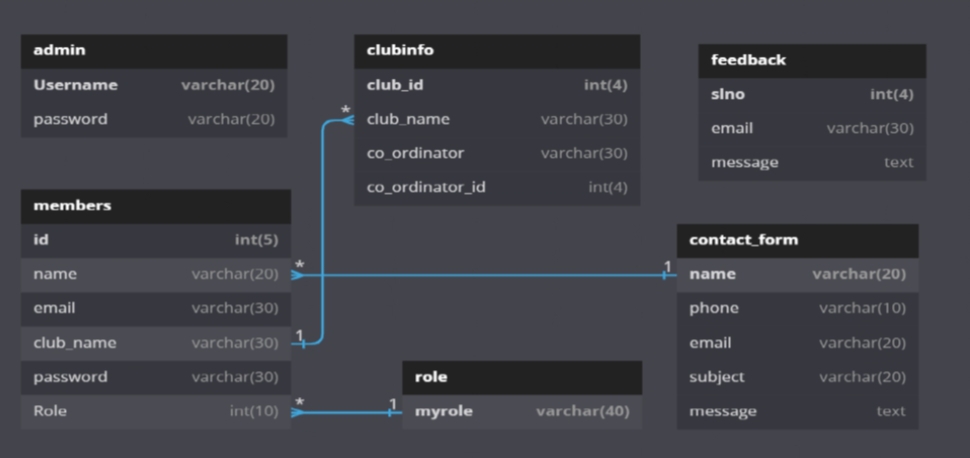 admin
Username varchar(20)
password varchar(20)
clubinfo
club_id int(4)
* club_name varchar(30)
co_ordinator varchar(30)
co_ordinator_id int(4)
feedback
slno int(4)
email varchar(30)
message text
members
id int(5)
name varchar(20) *
email varchar(30)
club_name varchar(30) 1
password varchar(30)
Role int(10) *
role
1 myrole varchar(40)
contact_form
1 name varchar(20)
phone varchar(10)
email varchar(20)
subject varchar(20)
message text